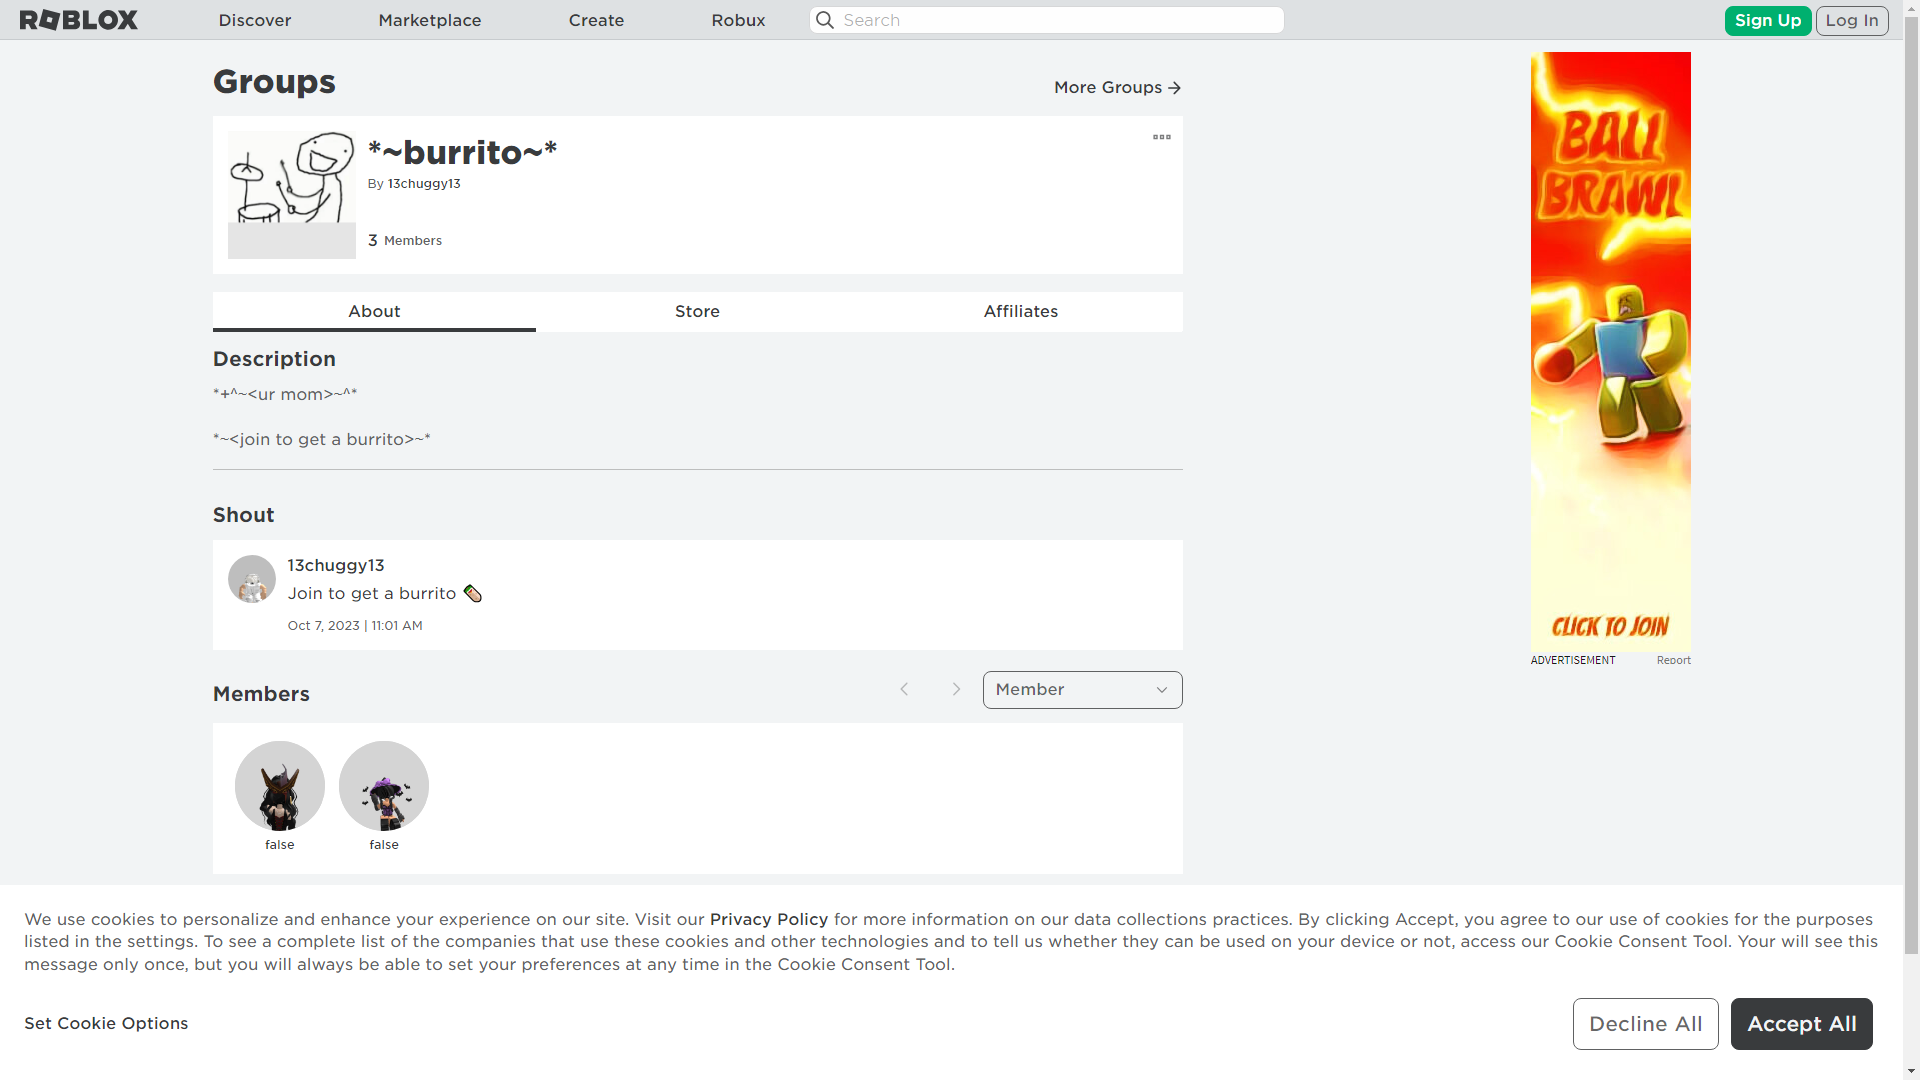 ROBLOX
Discover
Marketplace
Create
Robux
Search
Sign Up
Log In
Groups
More Groups
*~burrito~*
By 13chuggy13
3 Members
About
Store
Affiliates
Description
*+^~<ur mom>~^*
*~<join to get a burrito>~*
Shout
13chuggy13
Join to get a burrito 🌯
Oct 7, 2023 | 11:01 AM
Members
Member
false
false
BALL
BRAWL
CLICK TO JOIN
ADVERTISEMENT
Report
We use cookies to personalize and enhance your experience on our site. Visit our Privacy Policy for more information on our data collections practices. By clicking Accept, you agree to our use of cookies for the purposes
listed in the settings. To see a complete list of the companies that use these cookies and other technologies and to tell us whether they can be used on your device or not, access our Cookie Consent Tool. Your will see this
message only once, but you will always be able to set your preferences at any time in the Cookie Consent Tool.
Set Cookie Options
Decline All
Accept All